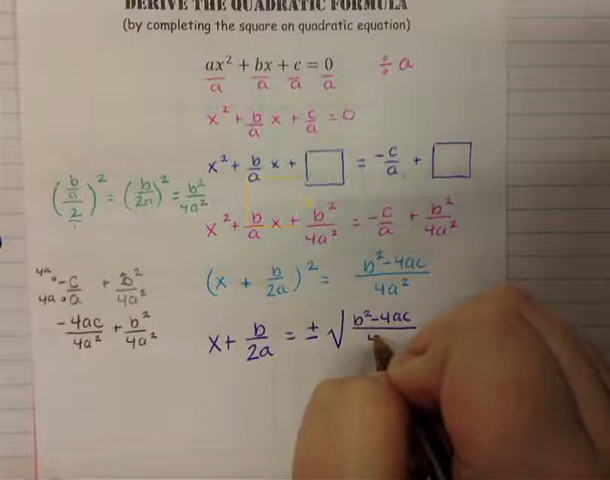 DERIVE THE QUADRATIC FORMULA
(by completing the square on quadratic equation)
ax² + bx + c = 0 ÷ a
a a a a
x² + b/a x + c/a = 0
x² + b/a x + □ = -c/a + □
(b/a / 2)² = (b/2a)² = b²/4a²
x² + b/a x + b²/4a² = -c/a + b²/4a²
(x + b/2a)² = b²-4ac / 4a²
4a · -c / 4a · a + b²/4a²
-4ac/4a² + b²/4a²
x + b/2a = ± √ b²-4ac / 4